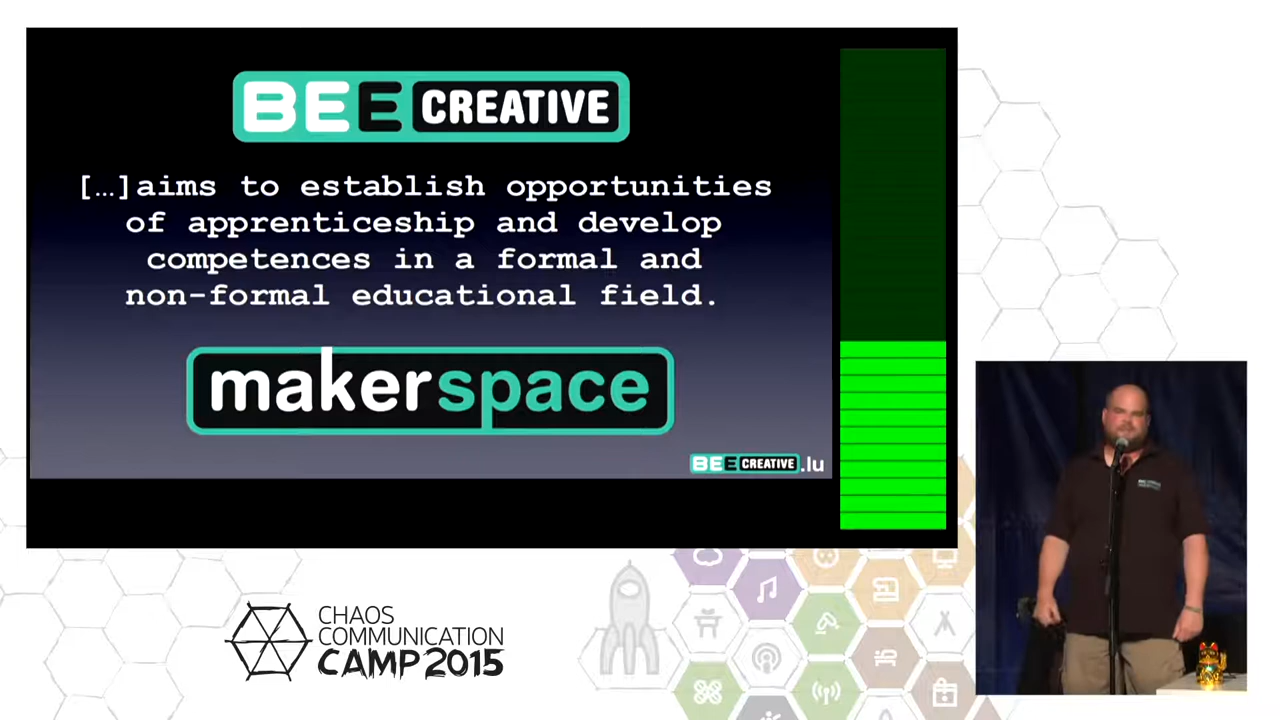 BEE CREATIVE
[…]aims to establish opportunities
of apprenticeship and develop
competences in a formal and
non-formal educational field.
makerspace
BEE CREATIVE.lu
CHAOS
COMMUNICATION
CAMP 2015